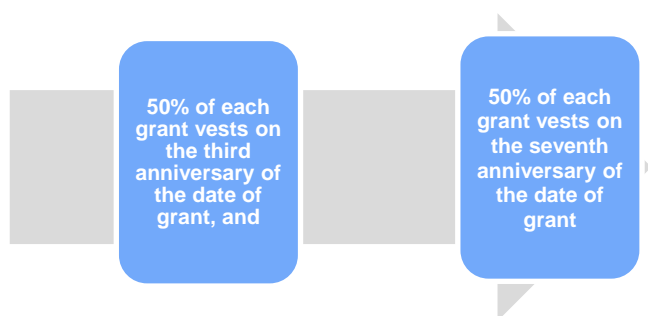 50% of each
grant vests on
the third
anniversary of
the date of
grant, and
50% of each
grant vests on
the seventh
anniversary of
the date of
grant